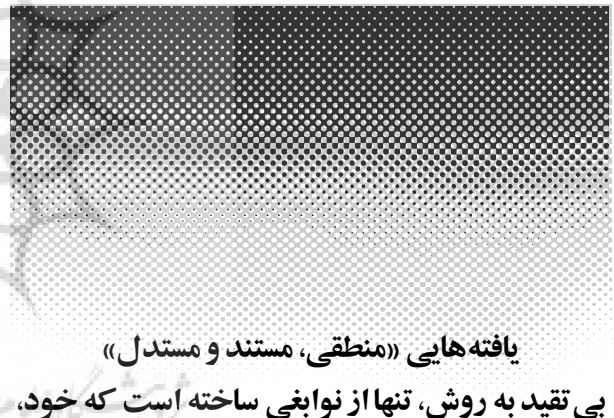 یافته‌هایی «منطقی، مستند و مستدل»
بی تقید به روش، تنها از نوابغی ساخته است که خود،